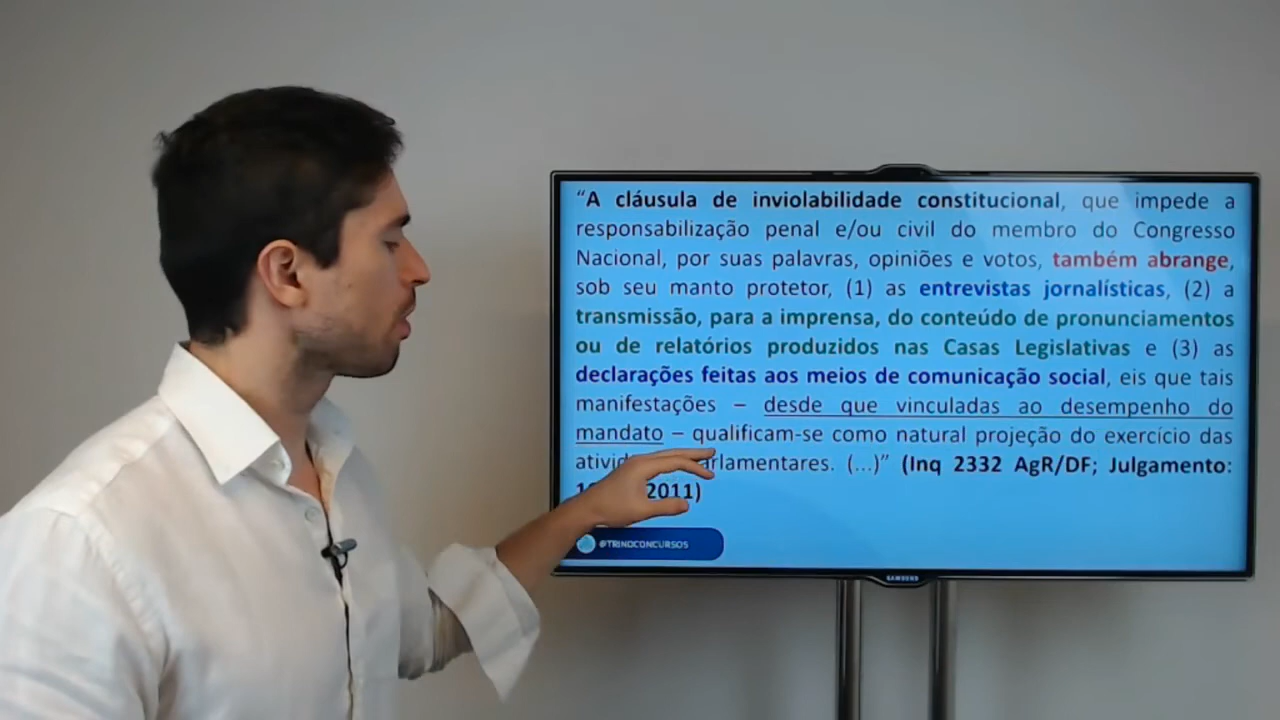 “A cláusula de inviolabilidade constitucional, que impede a
responsabilização penal e/ou civil do membro do Congresso
Nacional, por suas palavras, opiniões e votos, também abrange,
sob seu manto protetor, (1) as entrevistas jornalísticas, (2) a
transmissão, para a imprensa, do conteúdo de pronunciamentos
ou de relatórios produzidos nas Casas Legislativas e (3) as
declarações feitas aos meios de comunicação social, eis que tais
manifestações – desde que vinculadas ao desempenho do
mandato – qualificam-se como natural projeção do exercício das
(...)” (Inq 2332 AgR/DF; Julgamento:
2011)
@TRINOCONCURSOS
SAMSUNG